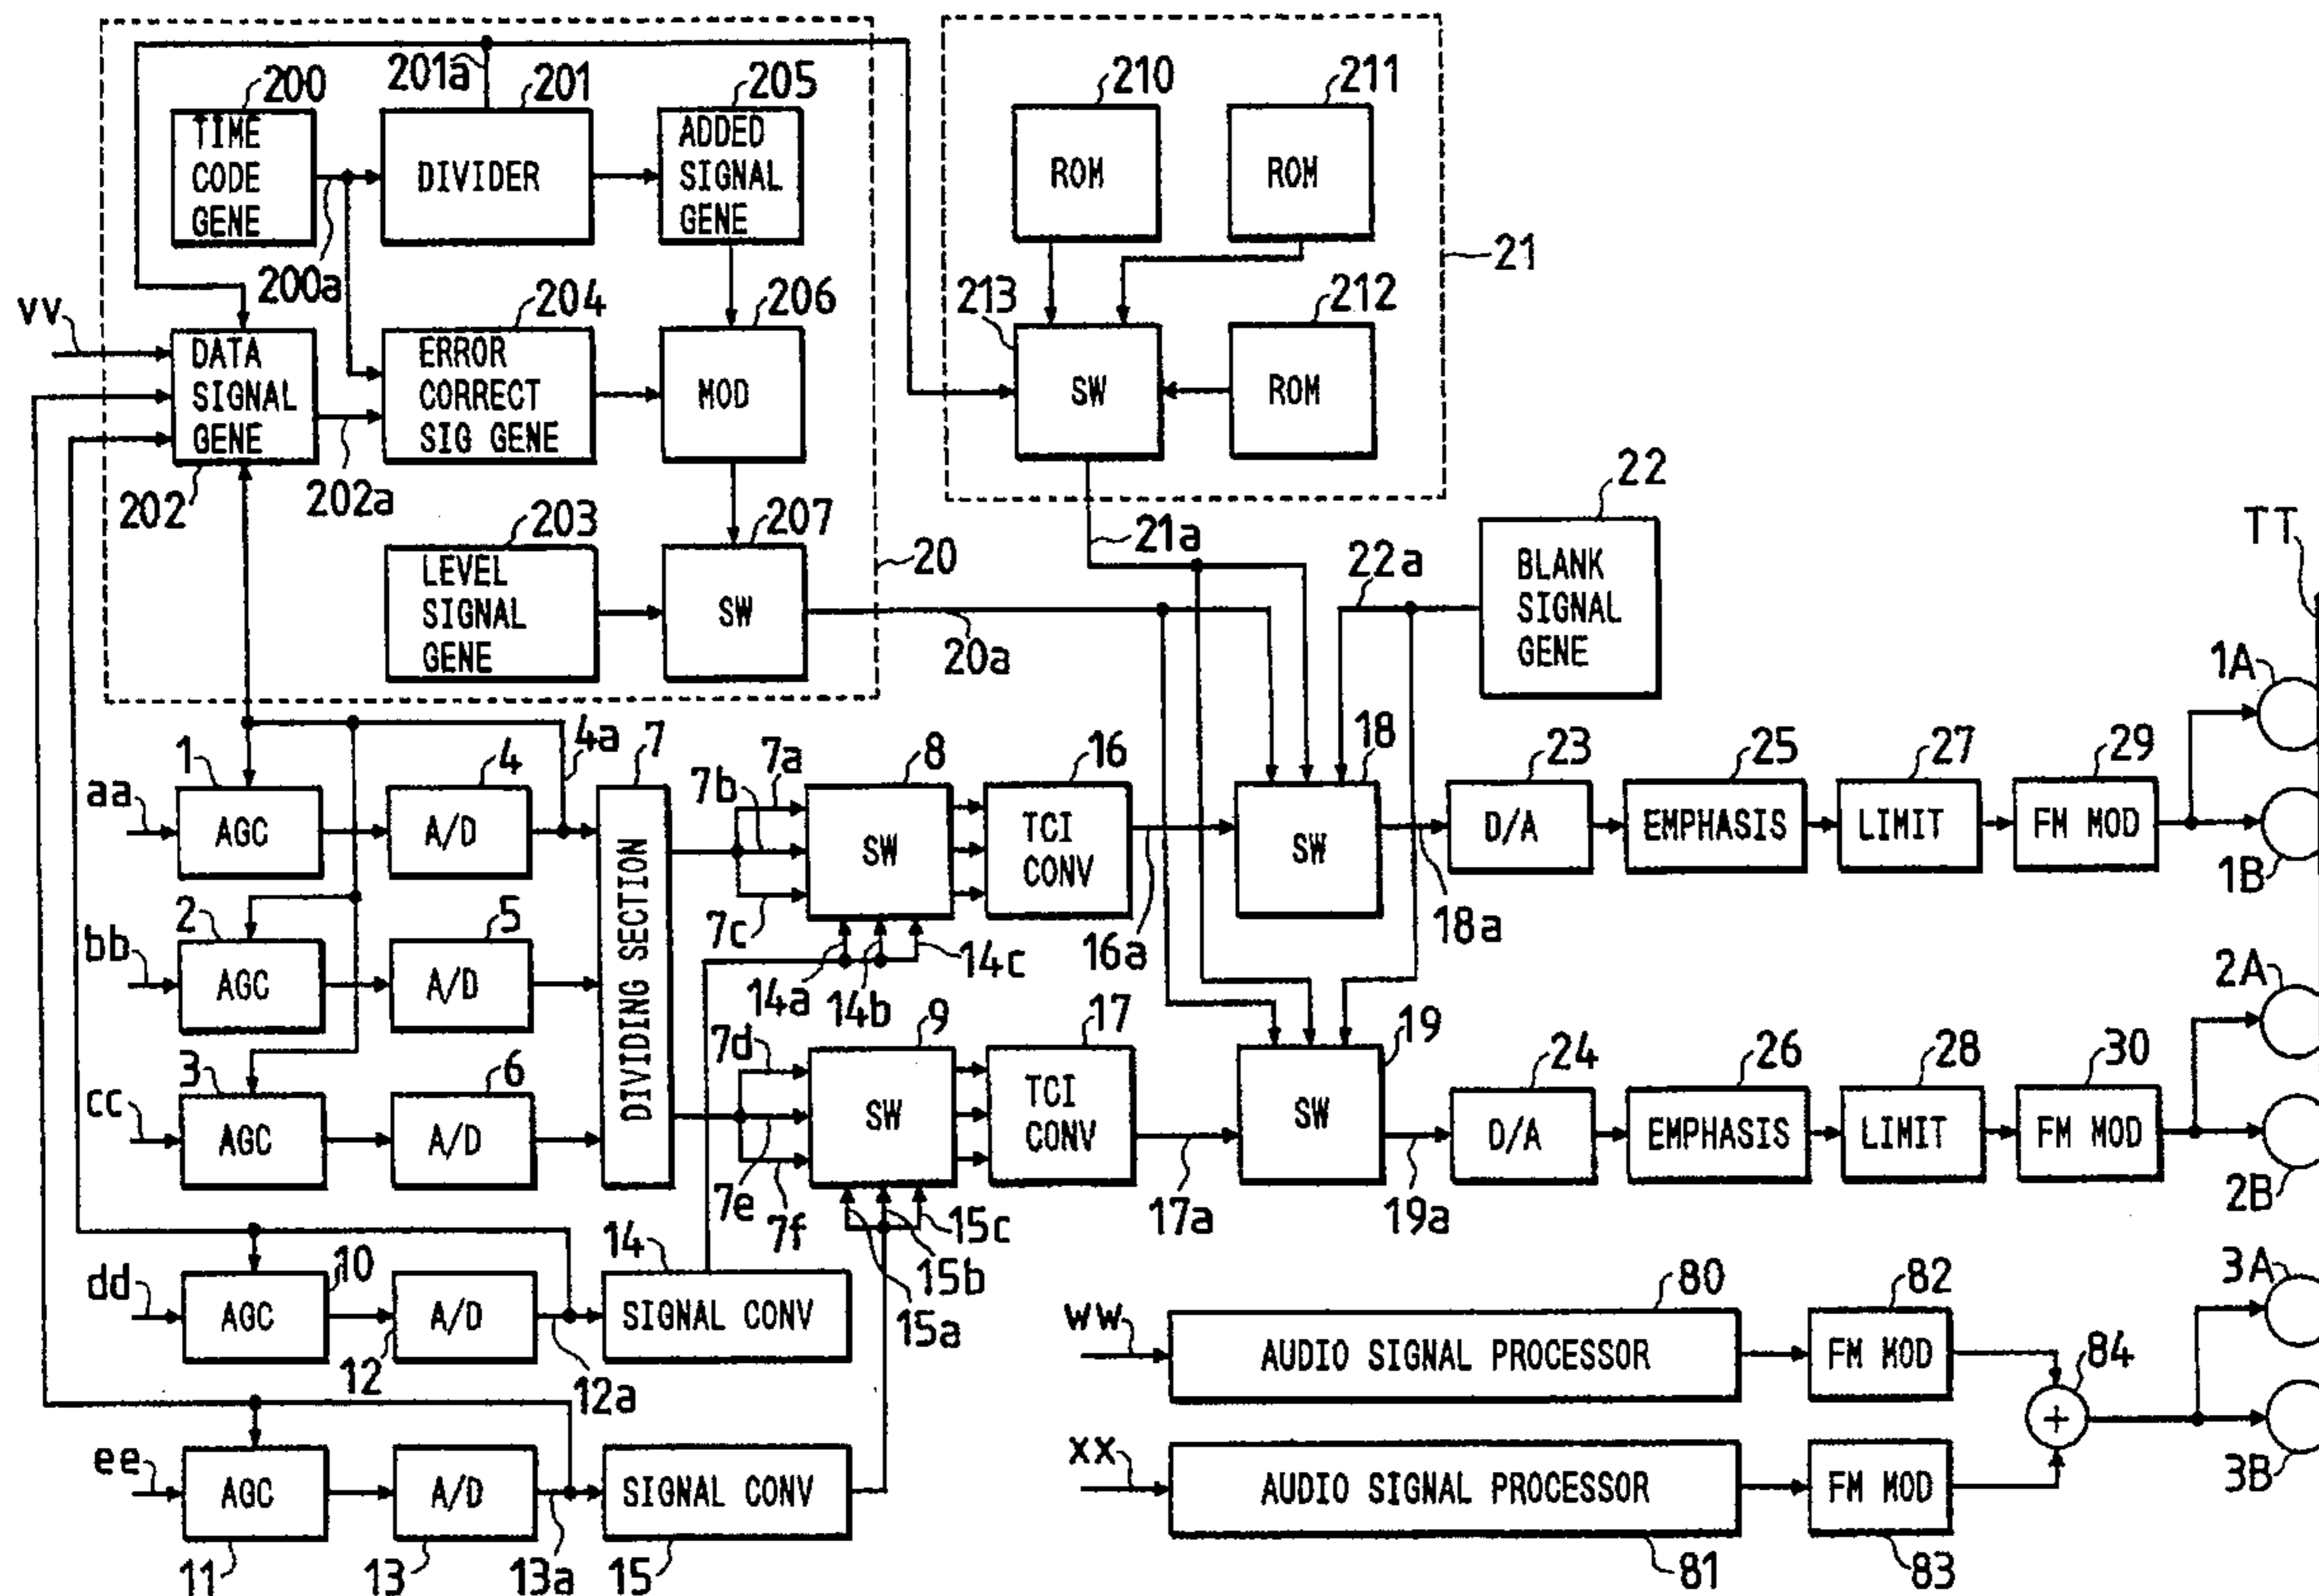 201a
200
201
205
210
211
TIME
CODE
GENE
DIVIDER
ADDED
SIGNAL
GENE
ROM
ROM
21
200a
204
206
213
212
vv
DATA
SIGNAL
GENE
ERROR
CORRECT
SIG GENE
MOD
SW
ROM
202
202a
203
207
20
21a
22
22a
TT
LEVEL
SIGNAL
GENE
SW
20a
BLANK
SIGNAL
GENE
1A
1
4
4a
7
7a
7b
8
16
18
23
25
27
29
aa
AGC
A/D
DIVIDING SECTION
SW
TCI
CONV
SW
D/A
EMPHASIS
LIMIT
FM MOD
1B
2
5
7c
14a
14b
14c
16a
18a
bb
AGC
A/D
2A
3
6
7d
9
17
19
24
26
28
30
cc
AGC
A/D
SW
TCI
CONV
SW
D/A
EMPHASIS
LIMIT
FM MOD
7e
7f
15c
15b
15a
17a
19a
2B
10
14
80
82
3A
dd
AGC
A/D
SIGNAL CONV
ww
AUDIO SIGNAL PROCESSOR
FM MOD
84
12
12a
+
ee
AGC
A/D
SIGNAL CONV
xx
AUDIO SIGNAL PROCESSOR
FM MOD
3B
11
13
13a
15
81
83